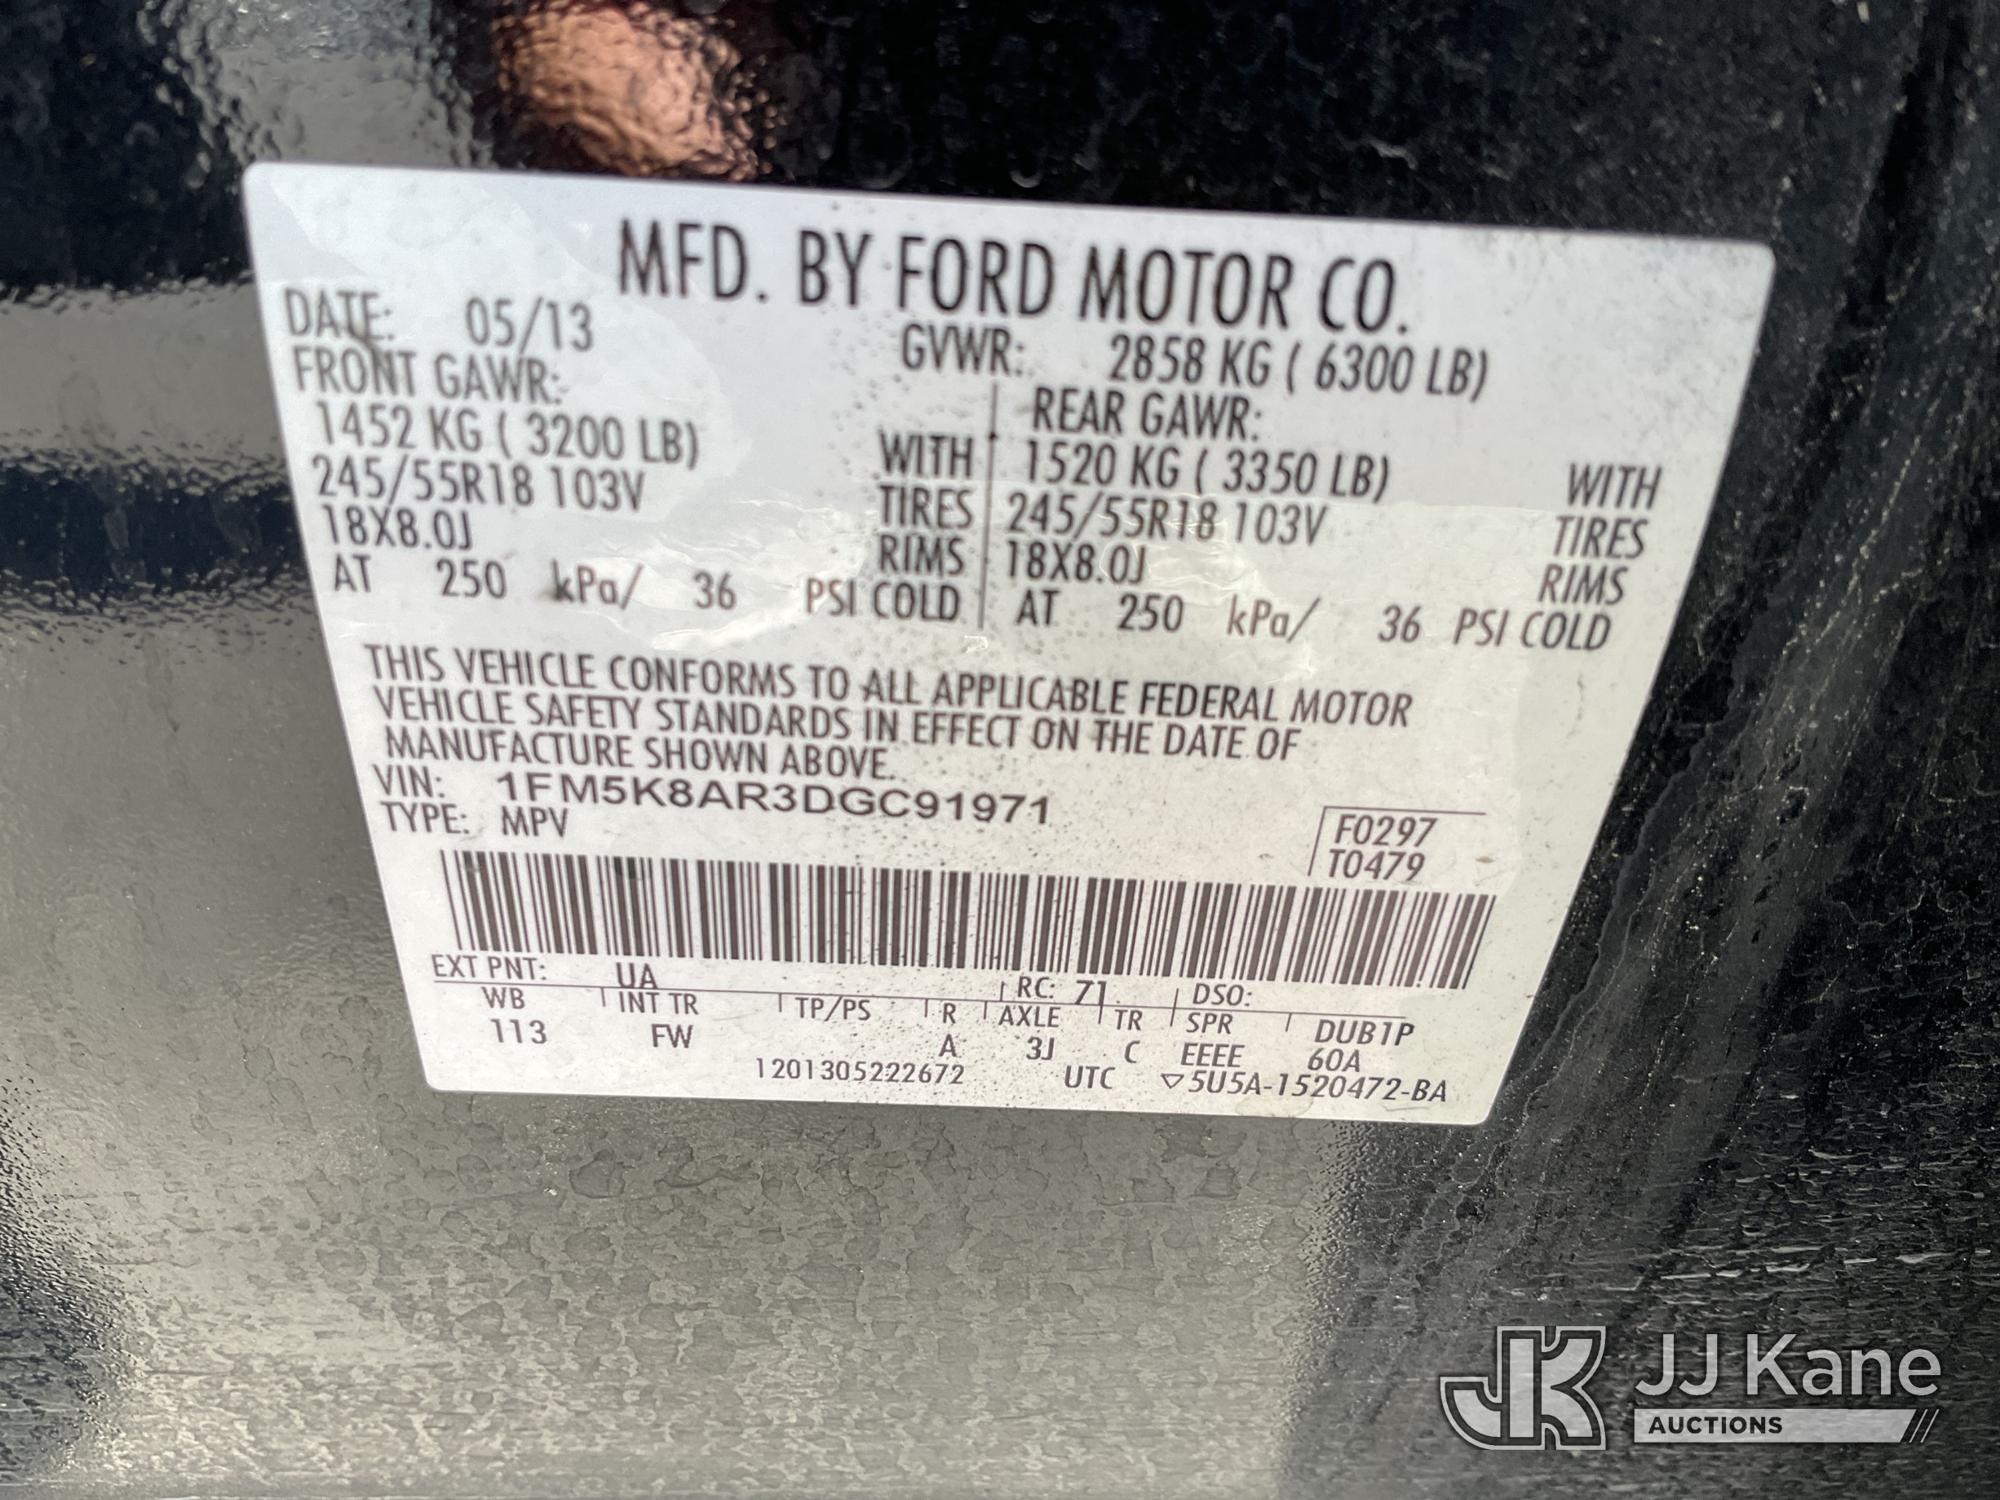 MFD. BY FORD MOTOR CO.
DATE: 05/13 GVWR: 2858 KG ( 6300 LB)
FRONT GAWR: REAR GAWR:
1452 KG ( 3200 LB) WITH 1520 KG ( 3350 LB) WITH
245/55R18 103V TIRES 245/55R18 103V TIRES
18X8.0J RIMS 18X8.0J RIMS
AT 250 kPa/ 36 PSI COLD AT 250 kPa/ 36 PSI COLD
THIS VEHICLE CONFORMS TO ALL APPLICABLE FEDERAL MOTOR
VEHICLE SAFETY STANDARDS IN EFFECT ON THE DATE OF
MANUFACTURE SHOWN ABOVE.
VIN: 1FM5K8AR3DGC91971
TYPE: MPV F0297
T0479
EXT PNT: UA RC: 71 DSO:
WB INT TR TP/PS R AXLE TR SPR DUB1P
113 FW A 3J C EEEE 60A
1201305222672 UTC ▽5U5A-1520472-BA
JK JJ Kane
AUCTIONS